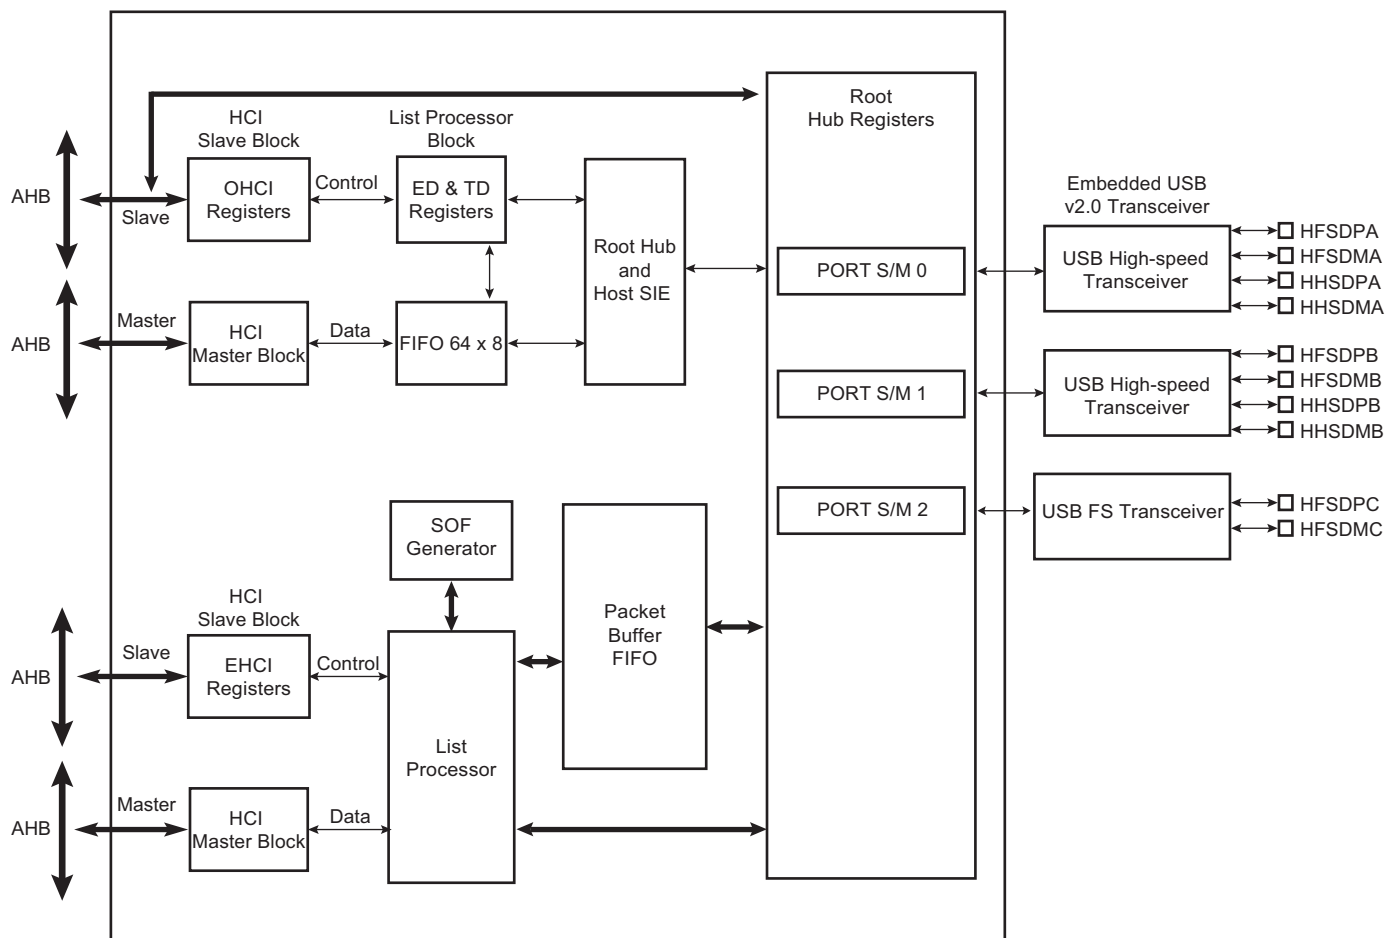 HCI
Slave Block
List Processor
Block
Root
Hub Registers
AHB
Slave
OHCI
Registers
Control
ED & TD
Registers
Root Hub
and
Host SIE
Embedded USB
v2.0 Transceiver
PORT S/M 0
USB High-speed
Transceiver
HFSDPA
HFSDMA
HHSDPA
HHSDMA
AHB
Master
HCI
Master Block
Data
FIFO 64 x 8
PORT S/M 1
USB High-speed
Transceiver
HFSDPB
HFSDMB
HHSDPB
HHSDMB
PORT S/M 2
USB FS Transceiver
HFSDPC
HFSDMC
SOF
Generator
Packet
Buffer
FIFO
HCI
Slave Block
AHB
Slave
EHCI
Registers
Control
List
Processor
AHB
Master
HCI
Master Block
Data